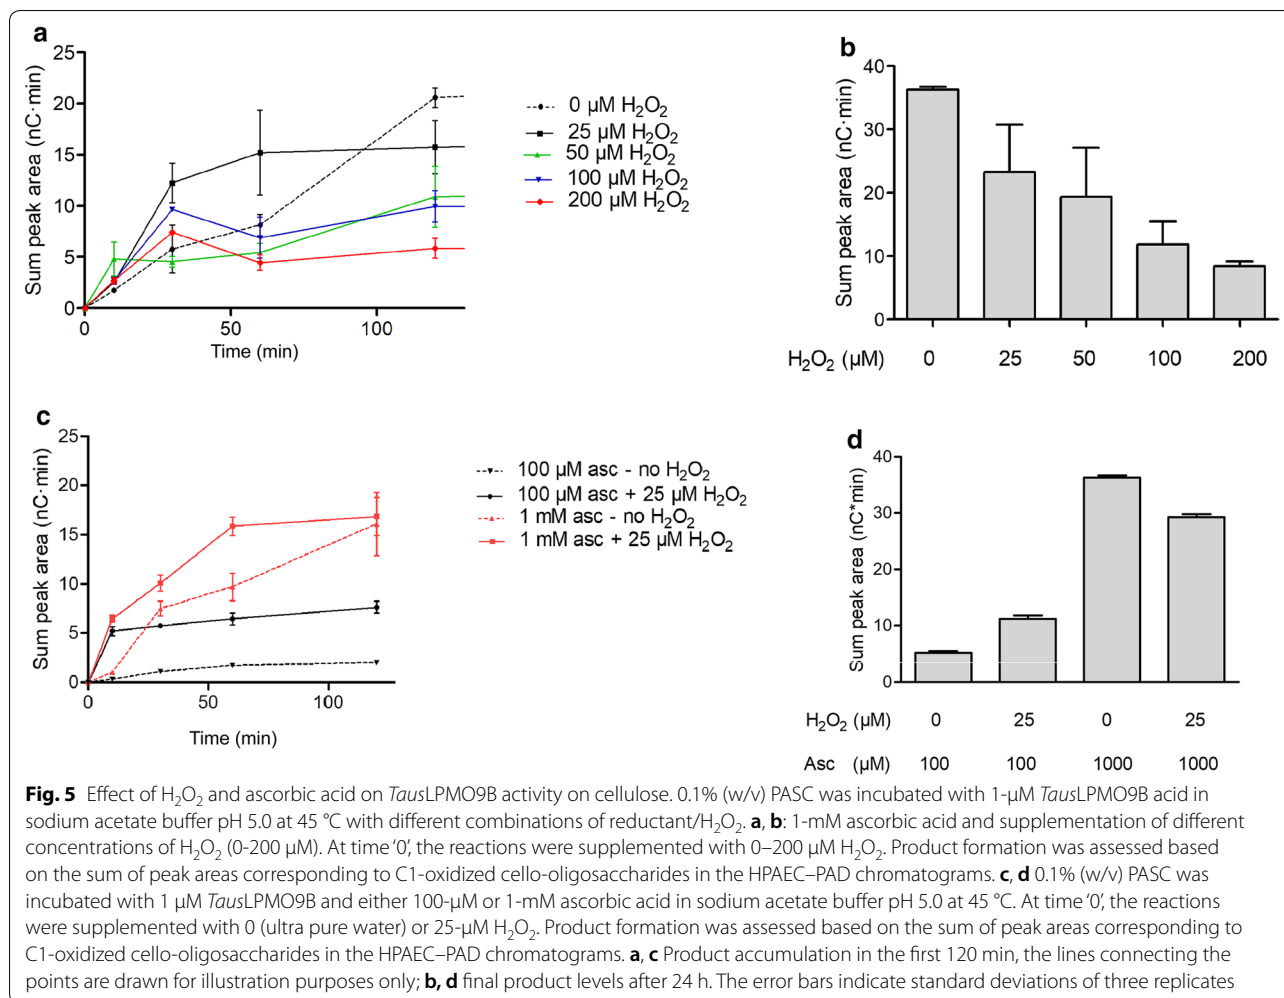 a
Sum peak area (nC·min)
25
20
15
10
5
0
0
50
100
Time (min)
0 µM H₂O₂
25 µM H₂O₂
50 µM H₂O₂
100 µM H₂O₂
200 µM H₂O₂
b
Sum peak area (nC·min)
40
30
20
10
0
H₂O₂ (µM) 0 25 50 100 200
c
Sum peak area (nC·min)
25
20
15
10
5
0
0
50
100
Time (min)
100 µM asc - no H₂O₂
100 µM asc + 25 µM H₂O₂
1 mM asc - no H₂O₂
1 mM asc + 25 µM H₂O₂
d
Sum peak area (nC*min)
40
30
20
10
0
H₂O₂ (µM) 0 25 0 25
Asc (µM) 100 100 1000 1000
Fig. 5 Effect of H₂O₂ and ascorbic acid on TausLPMO9B activity on cellulose. 0.1% (w/v) PASC was incubated with 1-µM TausLPMO9B acid in
sodium acetate buffer pH 5.0 at 45 °C with different combinations of reductant/H₂O₂. a, b: 1-mM ascorbic acid and supplementation of different
concentrations of H₂O₂ (0-200 µM). At time ‘0’, the reactions were supplemented with 0–200 µM H₂O₂. Product formation was assessed based
on the sum of peak areas corresponding to C1-oxidized cello-oligosaccharides in the HPAEC–PAD chromatograms. c, d 0.1% (w/v) PASC was
incubated with 1 µM TausLPMO9B and either 100-µM or 1-mM ascorbic acid in sodium acetate buffer pH 5.0 at 45 °C. At time ‘0’, the reactions
were supplemented with 0 (ultra pure water) or 25-µM H₂O₂. Product formation was assessed based on the sum of peak areas corresponding to
C1-oxidized cello-oligosaccharides in the HPAEC–PAD chromatograms. a, c Product accumulation in the first 120 min, the lines connecting the
points are drawn for illustration purposes only; b, d final product levels after 24 h. The error bars indicate standard deviations of three replicates